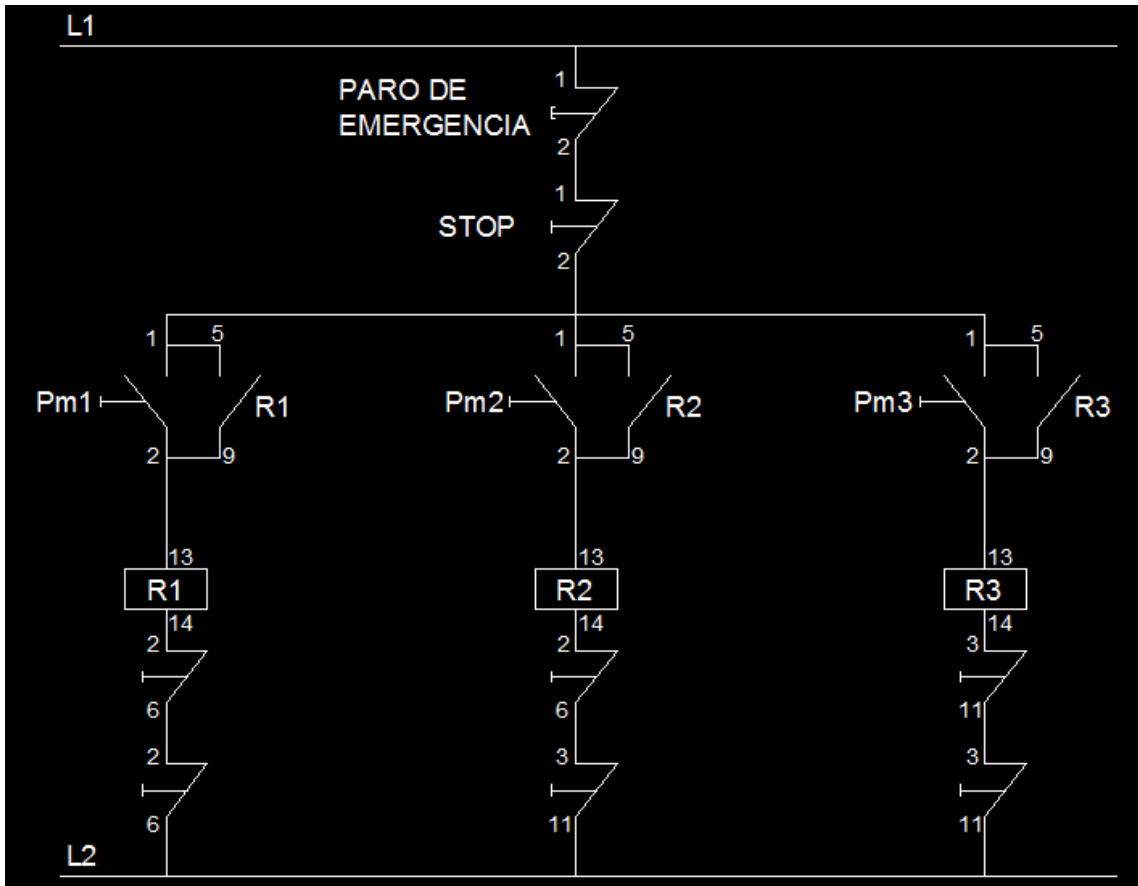 L1
1
PARO DE
EMERGENCIA
2
1
STOP
2
1 5 1 5 1 5
Pm1 R1 Pm2 R2 Pm3 R3
2 9 2 9 2 9
13 13 13
R1 R2 R3
14 14 14
2 2 3
6 6 11
2 3 3
6 11 11
L2